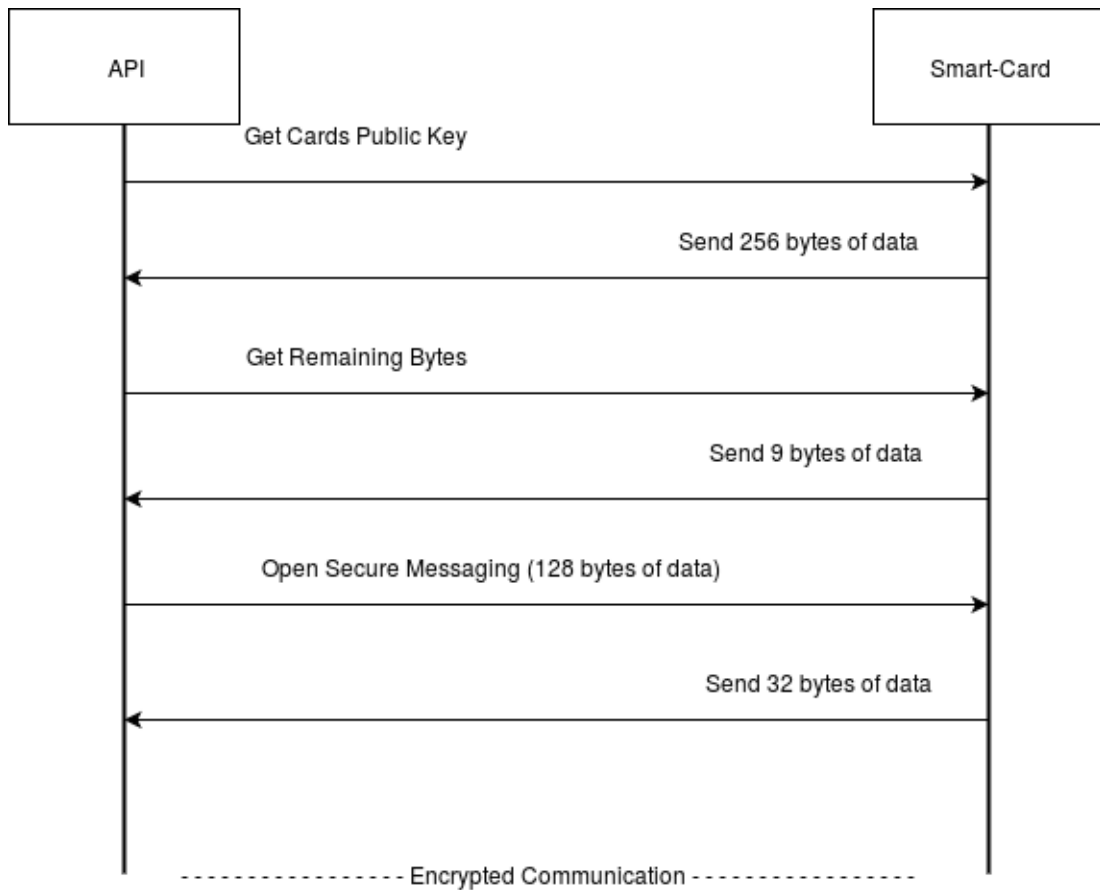 API
Smart-Card
Get Cards Public Key
Send 256 bytes of data
Get Remaining Bytes
Send 9 bytes of data
Open Secure Messaging (128 bytes of data)
Send 32 bytes of data
Encrypted Communication